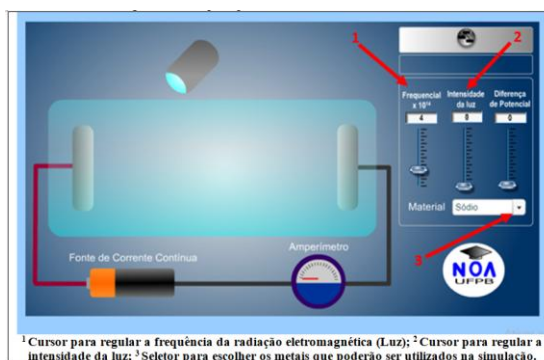 1
2
Frequencial
x 10¹⁴
Intensidade
da luz
Diferença
de Potencial
4
0
Material
Sódio
3
Fonte de Corrente Contínua
Amperímetro
NOA
UFPB
¹ Cursor para regular a frequência da radiação eletromagnética (Luz); ² Cursor para regular a
intensidade da luz; ³ Seletor para escolher os metais que poderão ser utilizados na simulação.